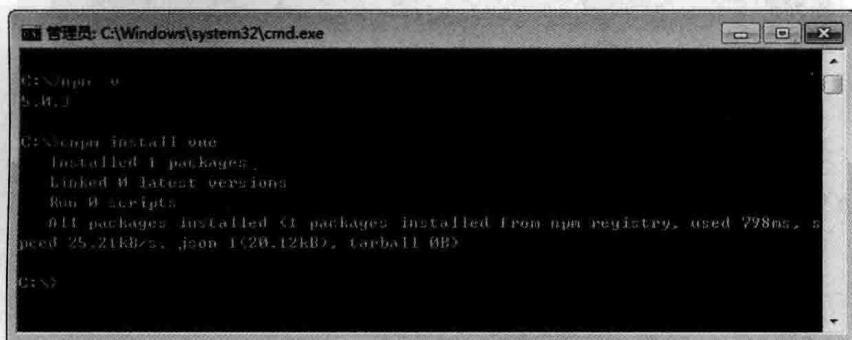 管理员: C:\Windows\system32\cmd.exe
C:\>npm -v
5.0.3
C:\>cnpm install vue
Installed 1 packages
Linked 0 latest versions
Run 0 scripts
All packages installed (1 packages installed from npm registry, used 798ms, s
peed 25.21kB/s, json 1(20.12kB), tarball 0B)
C:\>